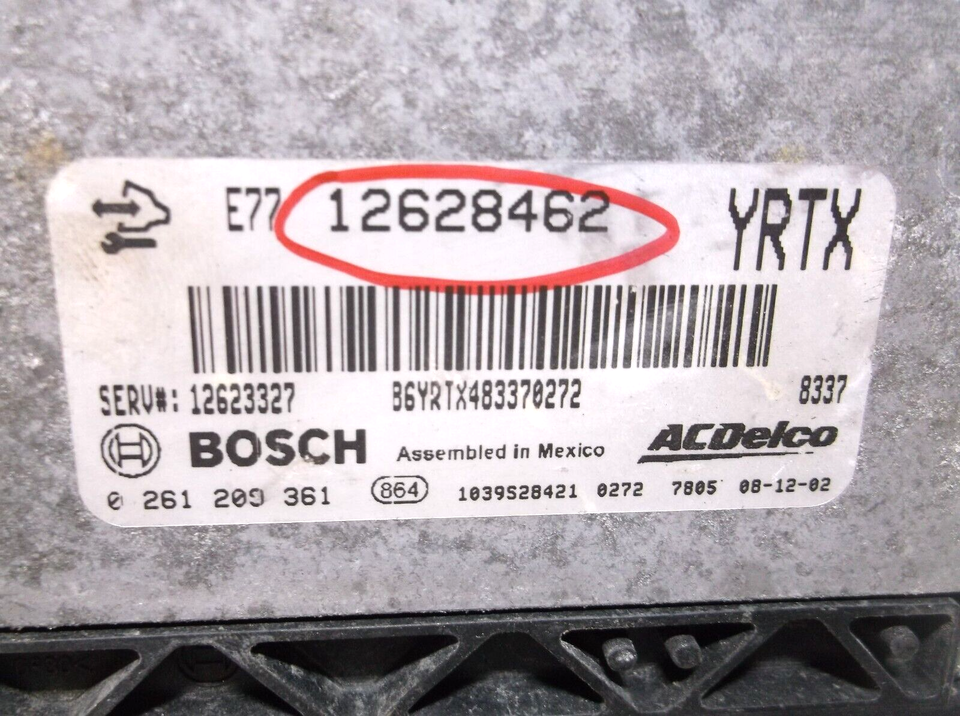 E77 12628462 YRTX
SERV#: 12623327 B6YRTX483370272 8337
BOSCH Assembled in Mexico ACDelco
0 261 209 361 864 1039S28421 0272 7805 08-12-02